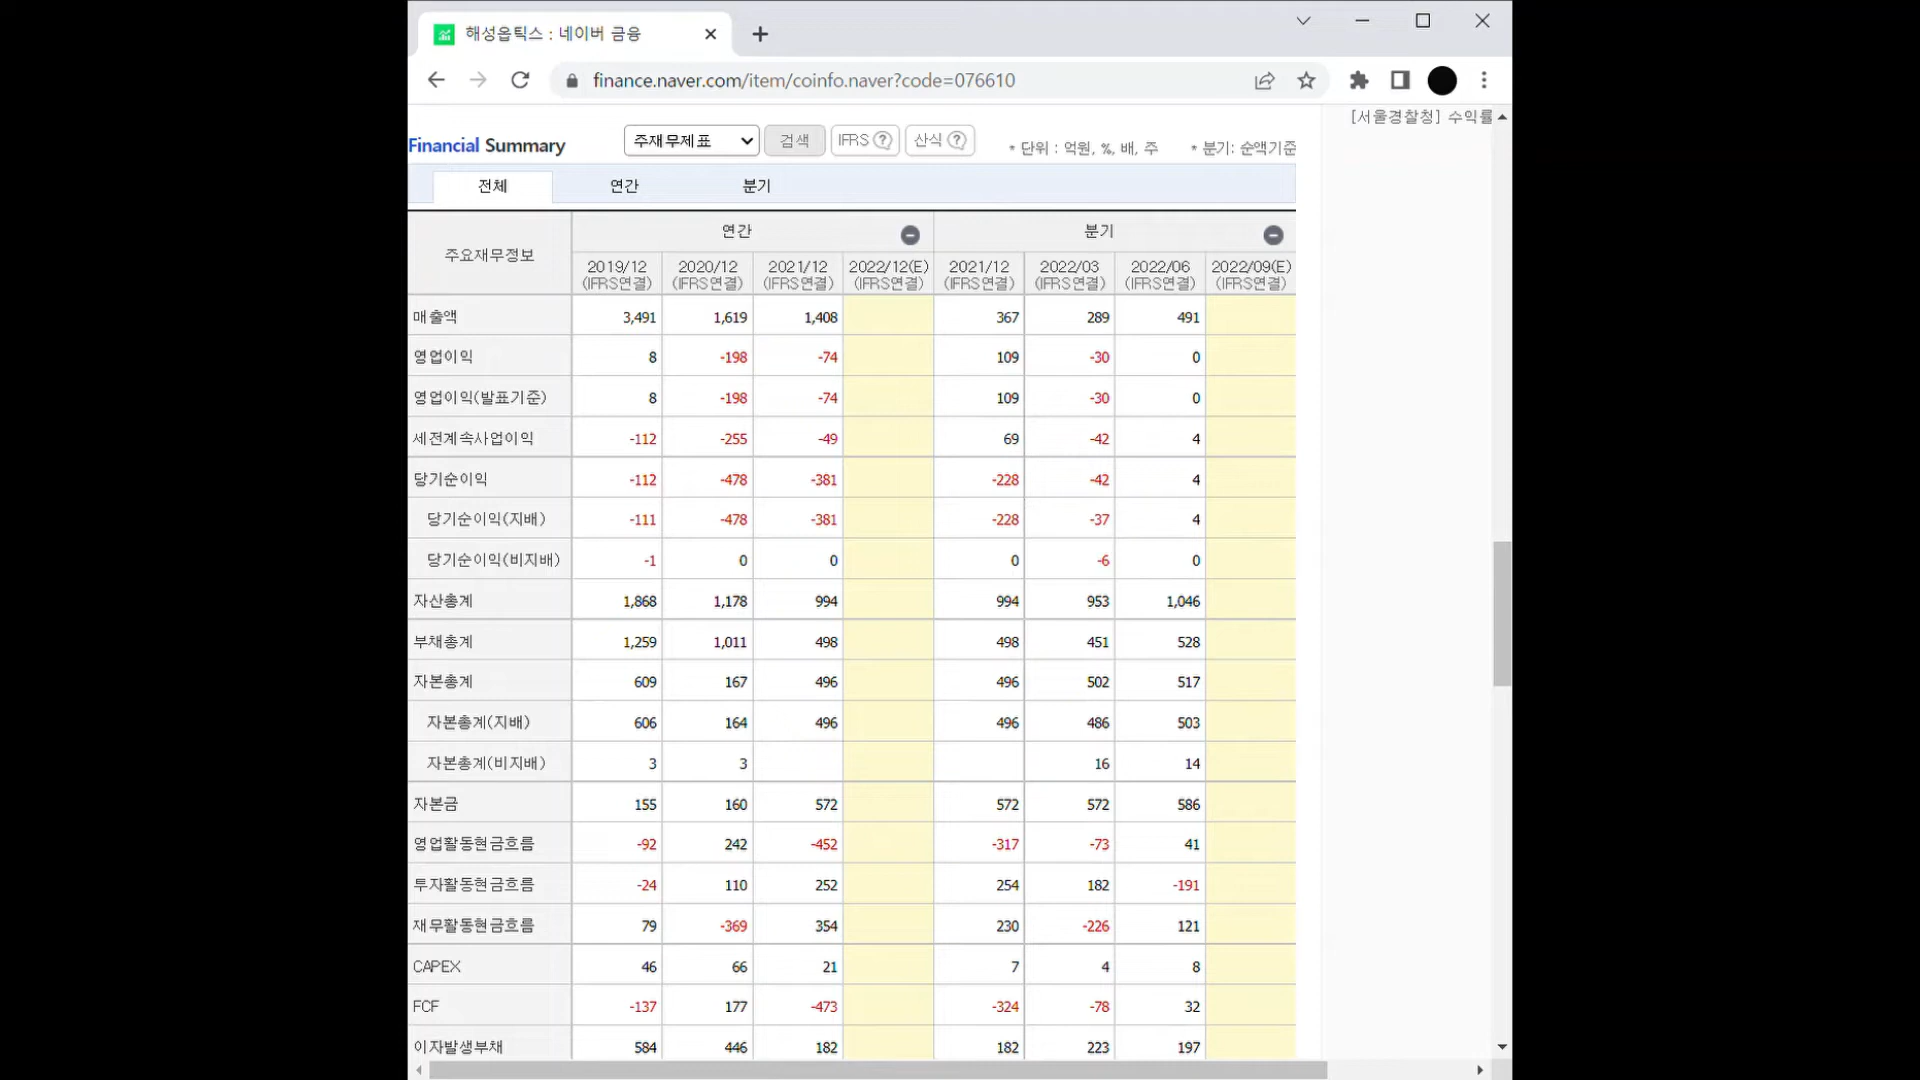 해성옵틱스 : 네이버 금융
finance.naver.com/item/coinfo.naver?code=076610
[서울경찰청] 수익률
Financial Summary 주재무제표 검색 IFRS ? 산식 ? * 단위 : 억원, %, 배, 주 * 분기: 순액기준
전체 연간 분기
주요재무정보 연간 분기
2019/12 2020/12 2021/12 2022/12(E) 2021/12 2022/03 2022/06 2022/09(E)
(IFRS연결) (IFRS연결) (IFRS연결) (IFRS연결) (IFRS연결) (IFRS연결) (IFRS연결) (IFRS연결)
매출액 3,491 1,619 1,408 367 289 491
영업이익 8 -198 -74 109 -30 0
영업이익(발표기준) 8 -198 -74 109 -30 0
세전계속사업이익 -112 -255 -49 69 -42 4
당기순이익 -112 -478 -381 -228 -42 4
당기순이익(지배) -111 -478 -381 -228 -37 4
당기순이익(비지배) -1 0 0 0 -6 0
자산총계 1,868 1,178 994 994 953 1,046
부채총계 1,259 1,011 498 498 451 528
자본총계 609 167 496 496 502 517
자본총계(지배) 606 164 496 496 486 503
자본총계(비지배) 3 3 16 14
자본금 155 160 572 572 572 586
영업활동현금흐름 -92 242 -452 -317 -73 41
투자활동현금흐름 -24 110 252 254 182 -191
재무활동현금흐름 79 -369 354 230 -226 121
CAPEX 46 66 21 7 4 8
FCF -137 177 -473 -324 -78 32
이자발생부채 584 446 182 182 223 197